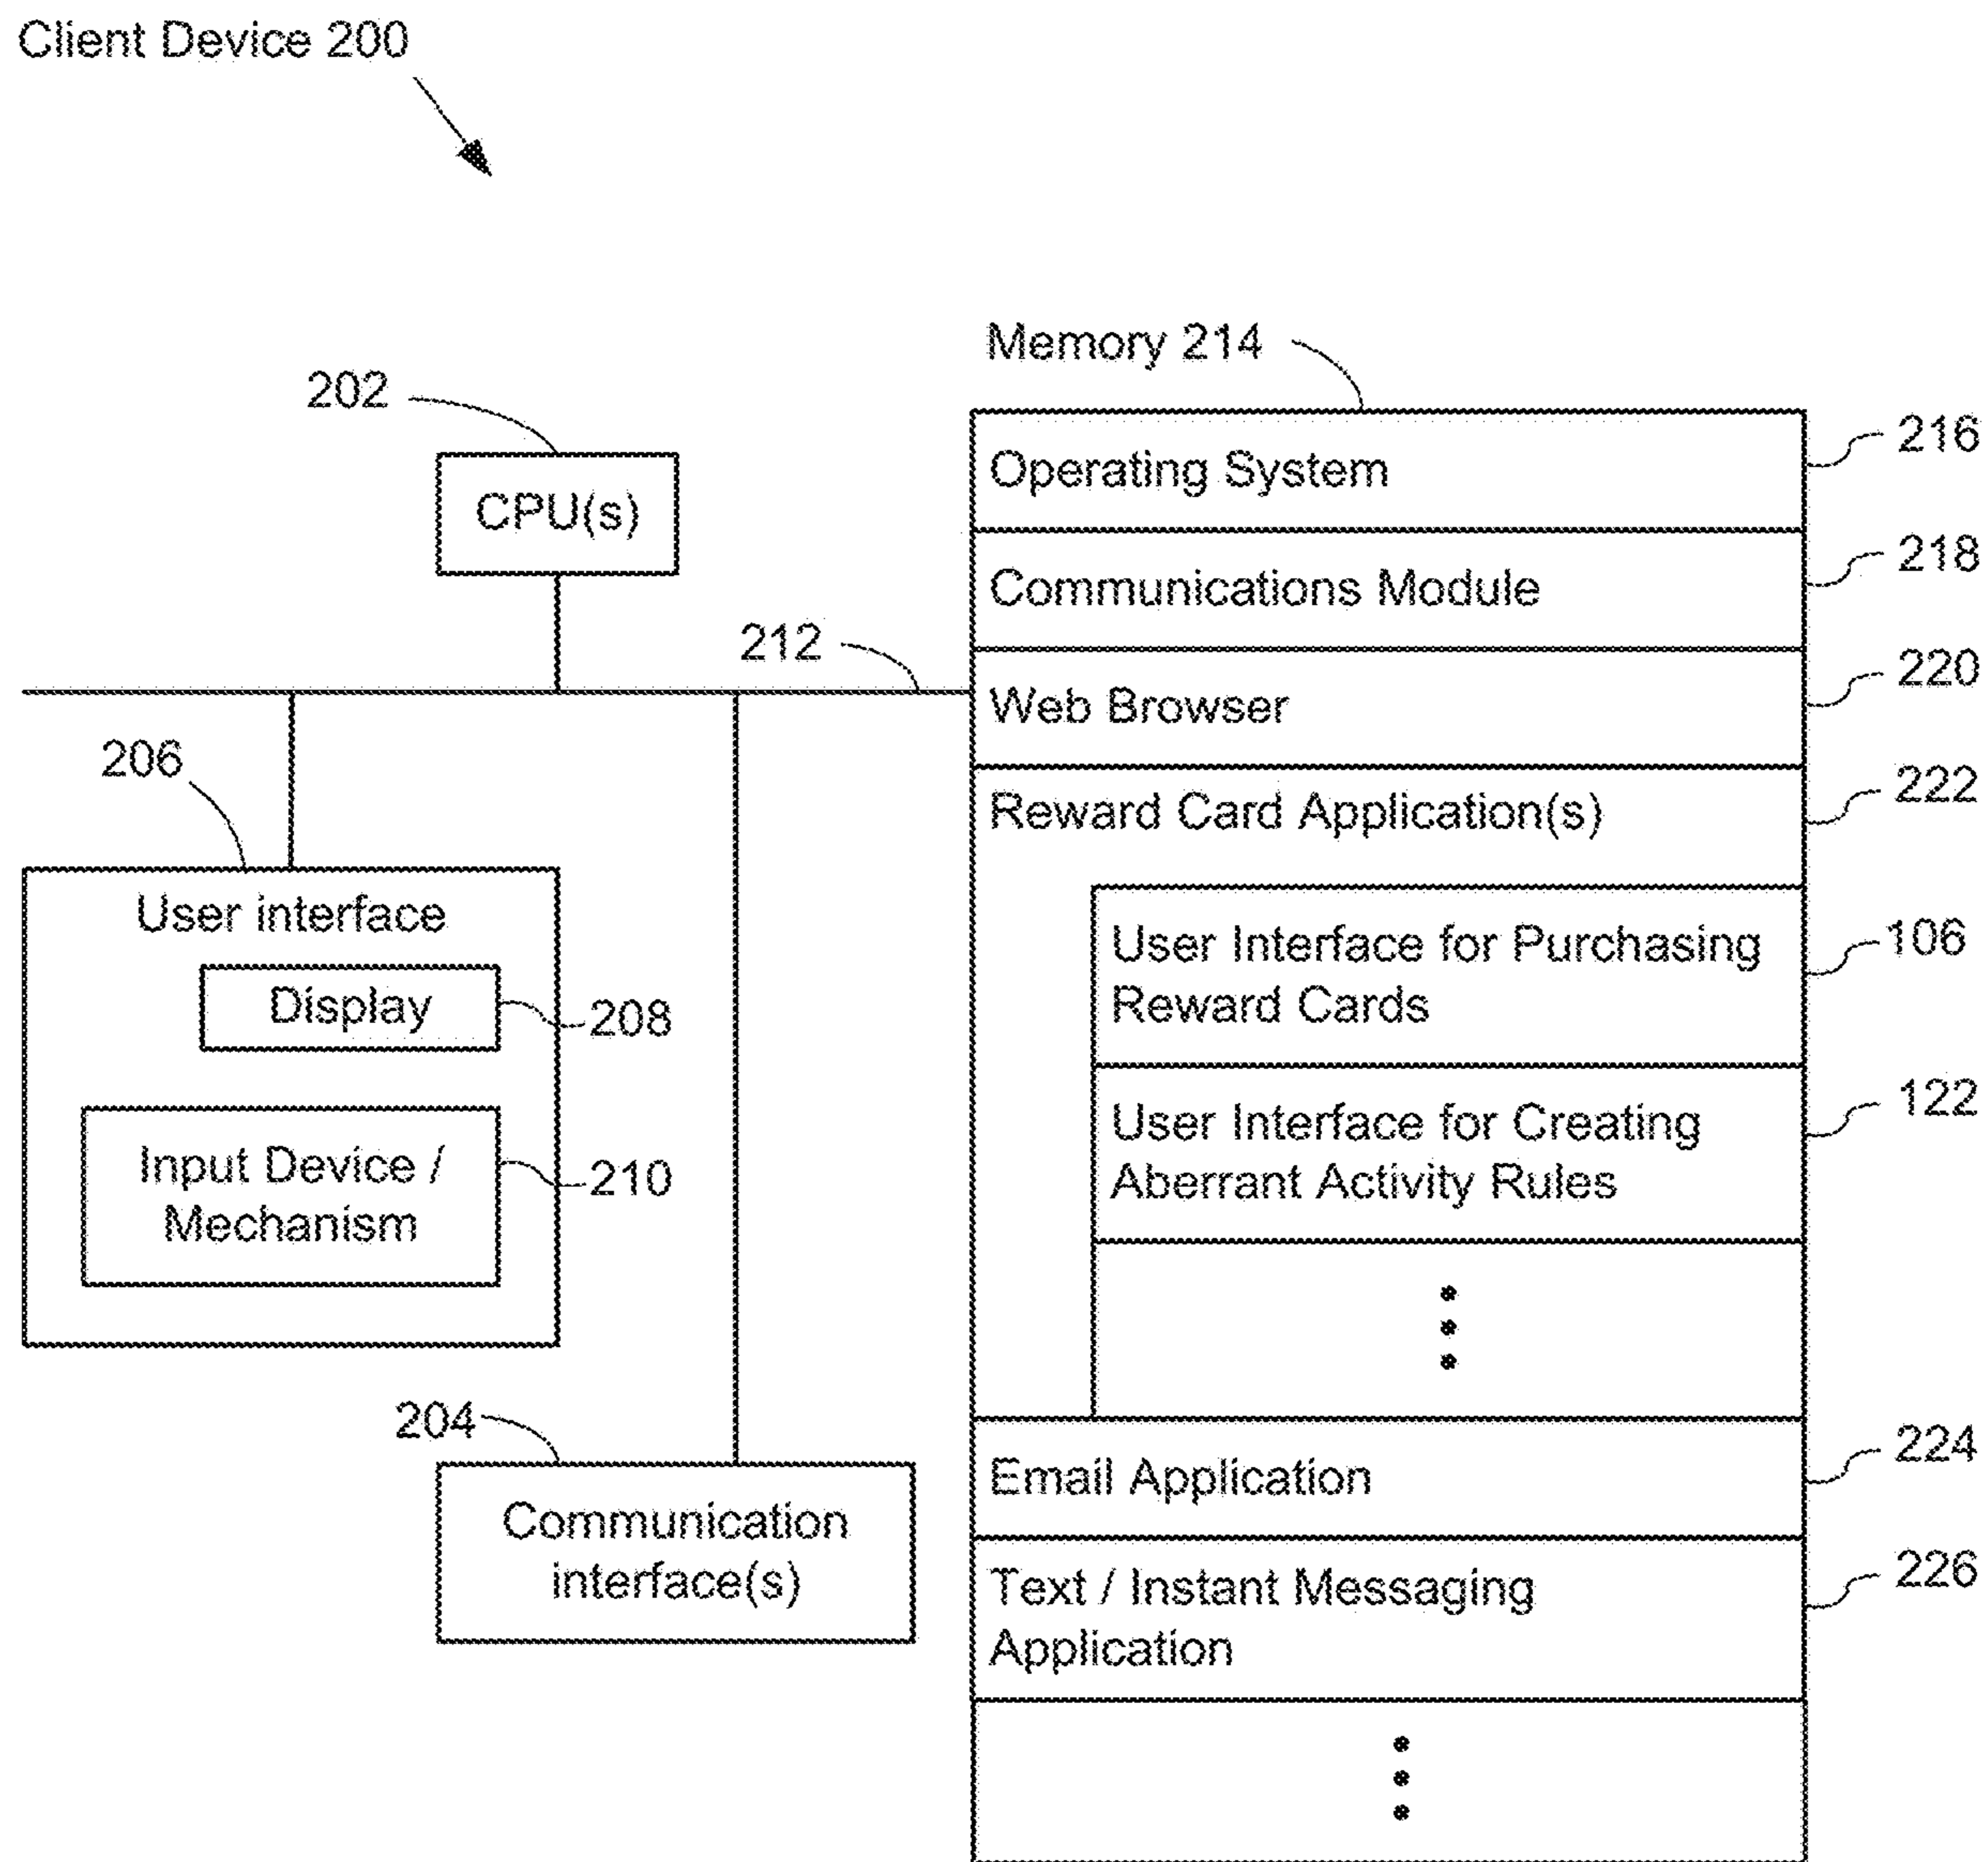 Client Device 200
Memory 214
202
CPU(s)
212
206
User interface
Display
208
Input Device /
Mechanism
210
204
Communication
interface(s)
Operating System
216
Communications Module
218
Web Browser
220
Reward Card Application(s)
222
User Interface for Purchasing
Reward Cards
106
User Interface for Creating
Aberrant Activity Rules
122
Email Application
224
Text / Instant Messaging
Application
226